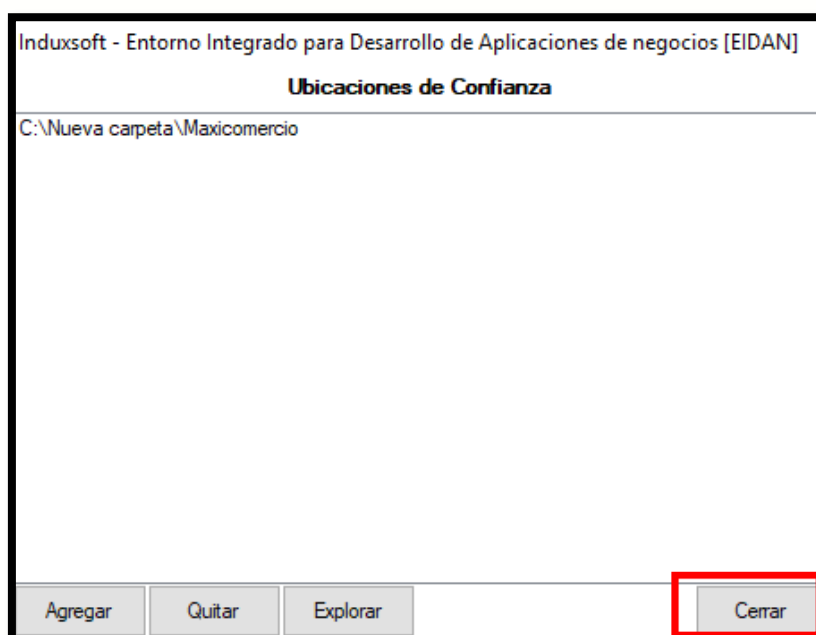 Induxsoft - Entorno Integrado para Desarrollo de Aplicaciones de negocios [EIDAN]
Ubicaciones de Confianza
C:\Nueva carpeta\Maxicomercio
Agregar Quitar Explorar Cerrar